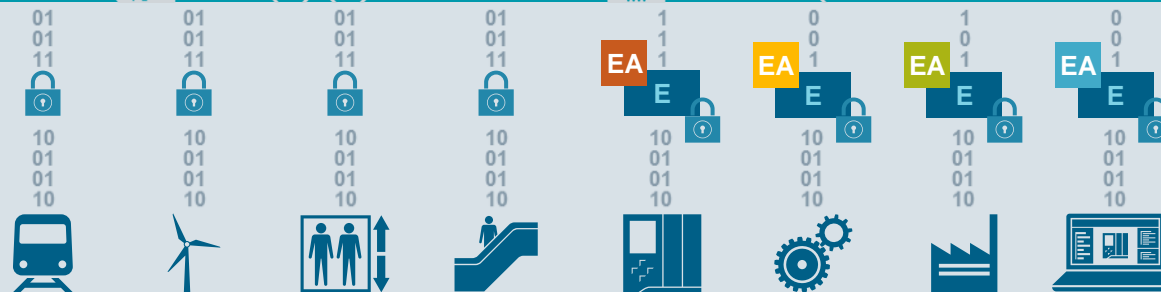 01 01 01 01 1 0 1 0
01 01 01 01 1 0 0 0
11 11 11 11 1 1 1 1
EA EA EA EA
E E E E
10 10 10 10 10 10 10 10
01 01 01 01 01 01 01 01
01 01 01 01 01 01 01 01
10 10 10 10 10 10 10 10